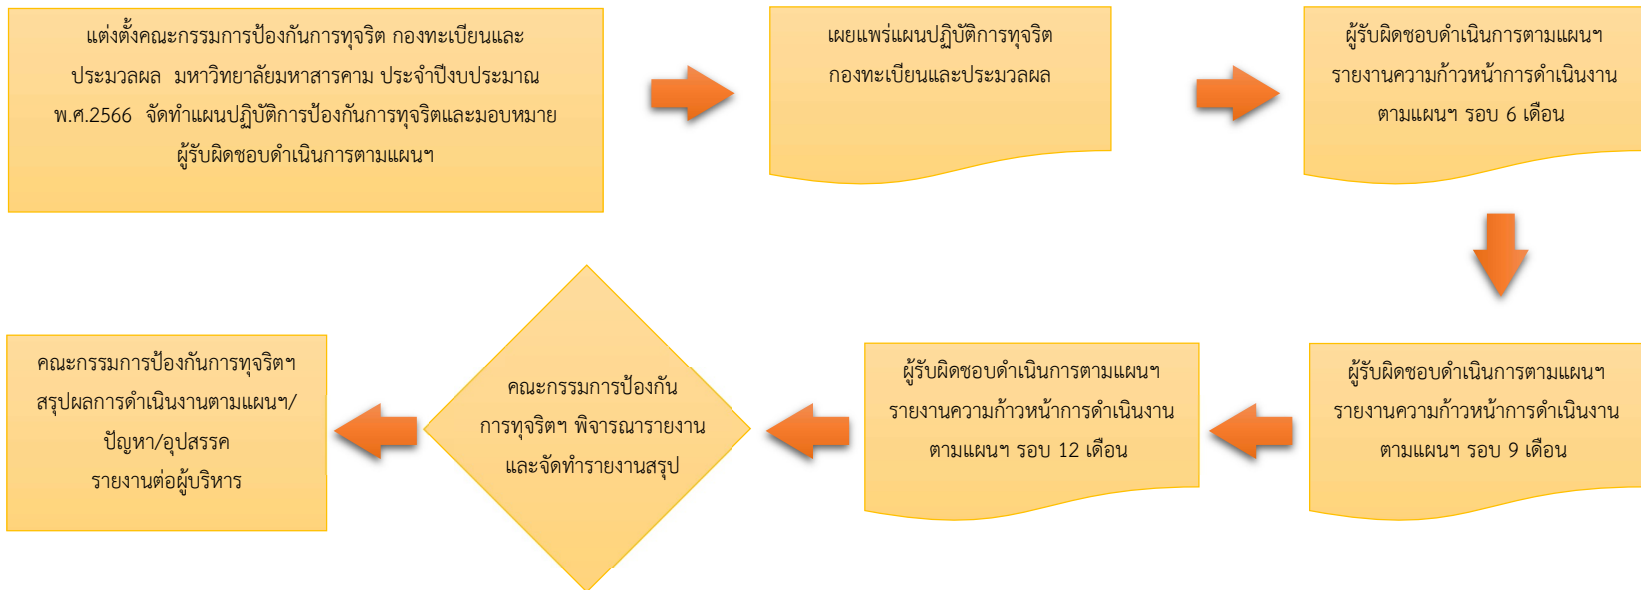 แต่งตั้งคณะกรรมการป้องกันการทุจริต กองทะเบียนและ
ประมวลผล มหาวิทยาลัยมหาสารคาม ประจำปีงบประมาณ
พ.ศ.2566 จัดทำแผนปฏิบัติการป้องกันการทุจริตและมอบหมาย
ผู้รับผิดชอบดำเนินการตามแผนฯ
เผยแพร่แผนปฏิบัติการทุจริต
กองทะเบียนและประมวลผล
ผู้รับผิดชอบดำเนินการตามแผนฯ
รายงานความก้าวหน้าการดำเนินงาน
ตามแผนฯ รอบ 6 เดือน
ผู้รับผิดชอบดำเนินการตามแผนฯ
รายงานความก้าวหน้าการดำเนินงาน
ตามแผนฯ รอบ 9 เดือน
ผู้รับผิดชอบดำเนินการตามแผนฯ
รายงานความก้าวหน้าการดำเนินงาน
ตามแผนฯ รอบ 12 เดือน
คณะกรรมการป้องกัน
การทุจริตฯ พิจารณารายงาน
และจัดทำรายงานสรุป
คณะกรรมการป้องกันการทุจริตฯ
สรุปผลการดำเนินงานตามแผนฯ/
ปัญหา/อุปสรรค
รายงานต่อผู้บริหาร